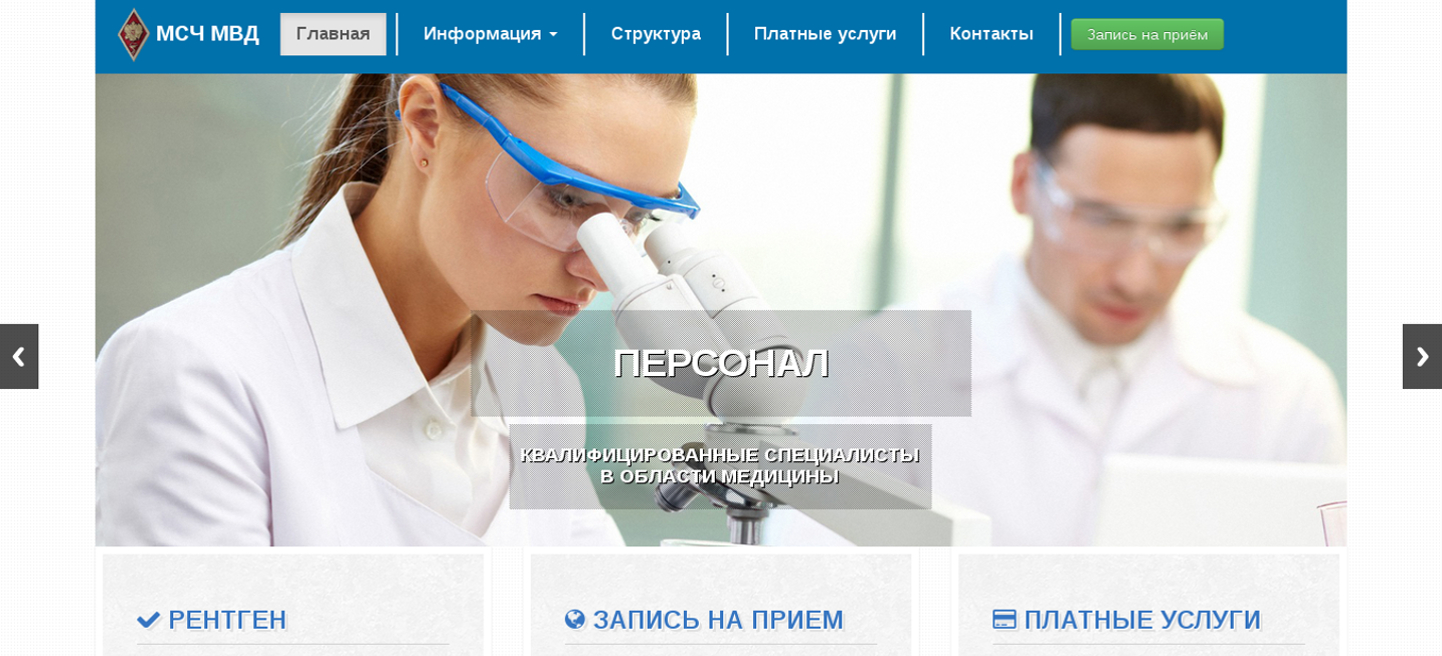 МСЧ МВД
Главная
Информация
Структура
Платные услуги
Контакты
Запись на приём
ПЕРСОНАЛ
КВАЛИФИЦИРОВАННЫЕ СПЕЦИАЛИСТЫ
В ОБЛАСТИ МЕДИЦИНЫ
РЕНТГЕН
ЗАПИСЬ НА ПРИЕМ
ПЛАТНЫЕ УСЛУГИ